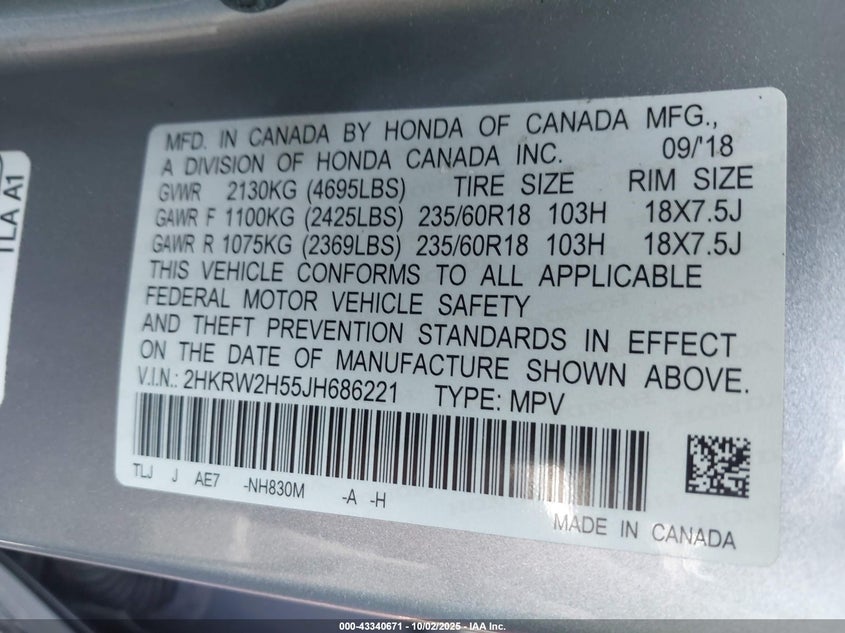 TLA A1
MFD. IN CANADA BY HONDA OF CANADA MFG.,
A DIVISION OF HONDA CANADA INC. 09/'18
GVWR 2130KG (4695LBS) TIRE SIZE RIM SIZE
GAWR F 1100KG (2425LBS) 235/60R18 103H 18X7.5J
GAWR R 1075KG (2369LBS) 235/60R18 103H 18X7.5J
THIS VEHICLE CONFORMS TO ALL APPLICABLE
FEDERAL MOTOR VEHICLE SAFETY
AND THEFT PREVENTION STANDARDS IN EFFECT
ON THE DATE OF MANUFACTURE SHOWN ABOVE.
V.I.N.: 2HKRW2H55JH686221 TYPE: MPV
TLJ J AE7 -NH830M -A -H
MADE IN CANADA
000-43340671 | 10/02/2025 - IAA Inc.